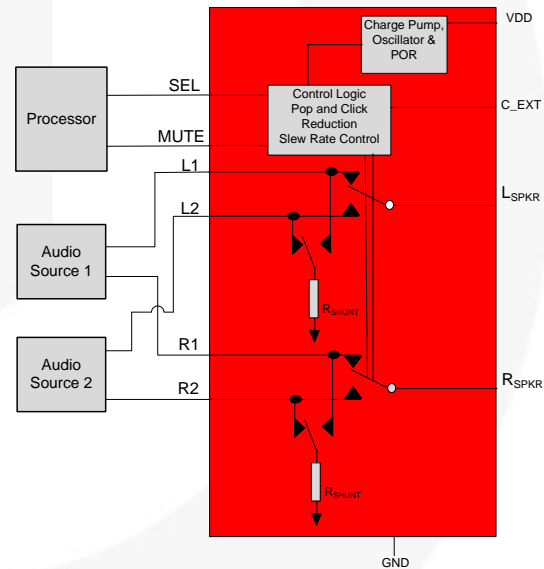 Charge Pump,
Oscillator &
POR
VDD
SEL
Control Logic
Pop and Click
Reduction
Slew Rate Control
C_EXT
Processor
MUTE
L1
LSPKR
L2
Audio
Source 1
RSHUNT
R1
Audio
Source 2
R2
RSPKR
RSHUNT
GND